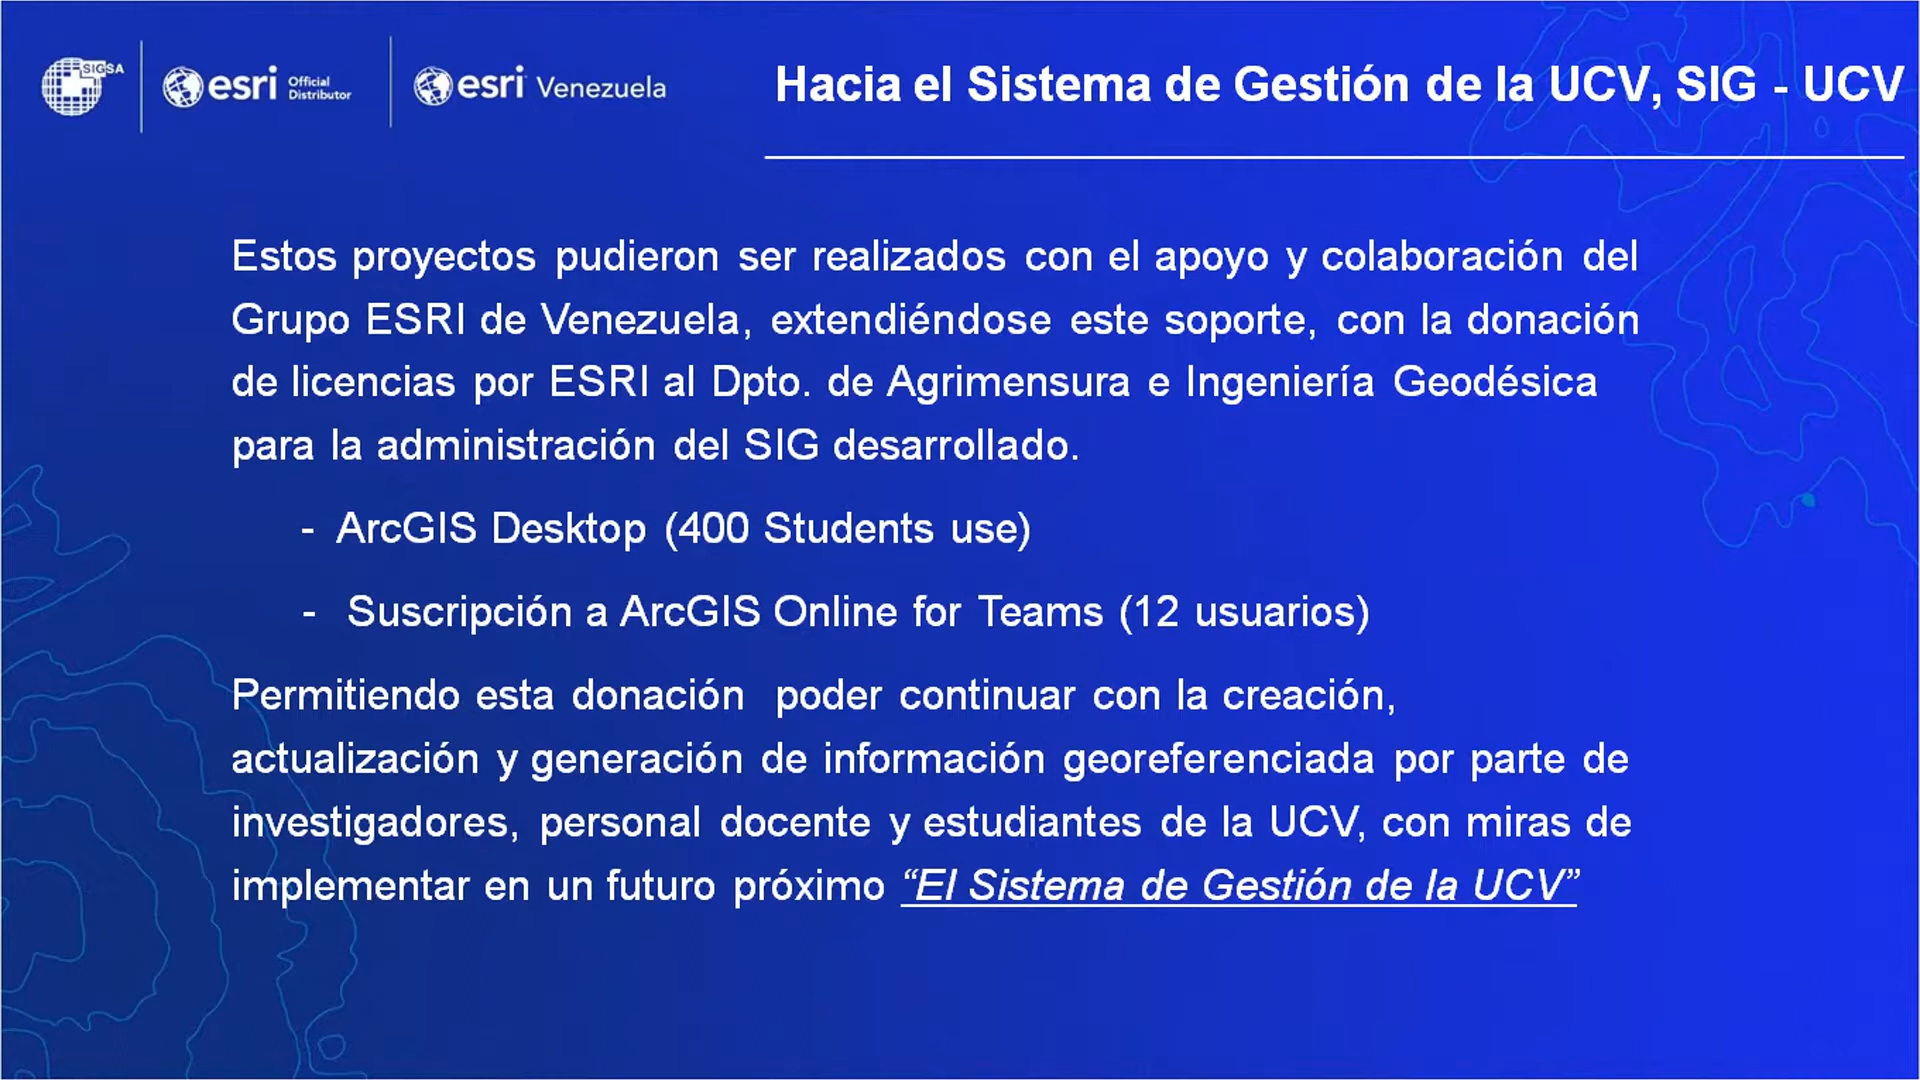 SIGSA
esri Official Distributor
esri Venezuela
Hacia el Sistema de Gestión de la UCV, SIG - UCV
Estos proyectos pudieron ser realizados con el apoyo y colaboración del
Grupo ESRI de Venezuela, extendiéndose este soporte, con la donación
de licencias por ESRI al Dpto. de Agrimensura e Ingeniería Geodésica
para la administración del SIG desarrollado.
- ArcGIS Desktop (400 Students use)
- Suscripción a ArcGIS Online for Teams (12 usuarios)
Permitiendo esta donación poder continuar con la creación,
actualización y generación de información georeferenciada por parte de
investigadores, personal docente y estudiantes de la UCV, con miras de
implementar en un futuro próximo “El Sistema de Gestión de la UCV”